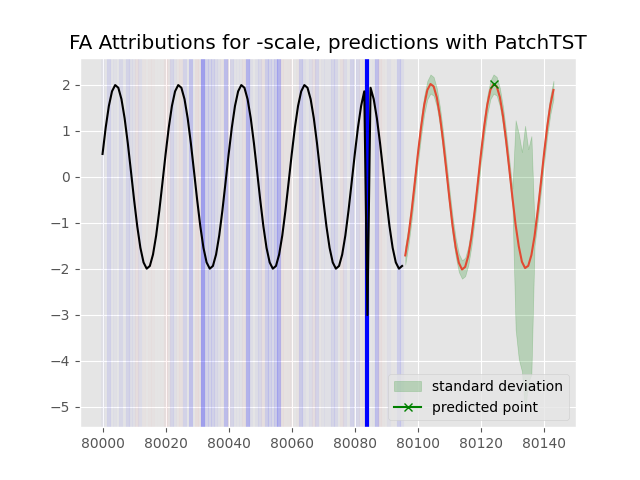 FA Attributions for -scale, predictions with PatchTST
2
1
0
−1
−2
−3
−4
−5
standard deviation
predicted point
80000 80020 80040 80060 80080 80100 80120 80140